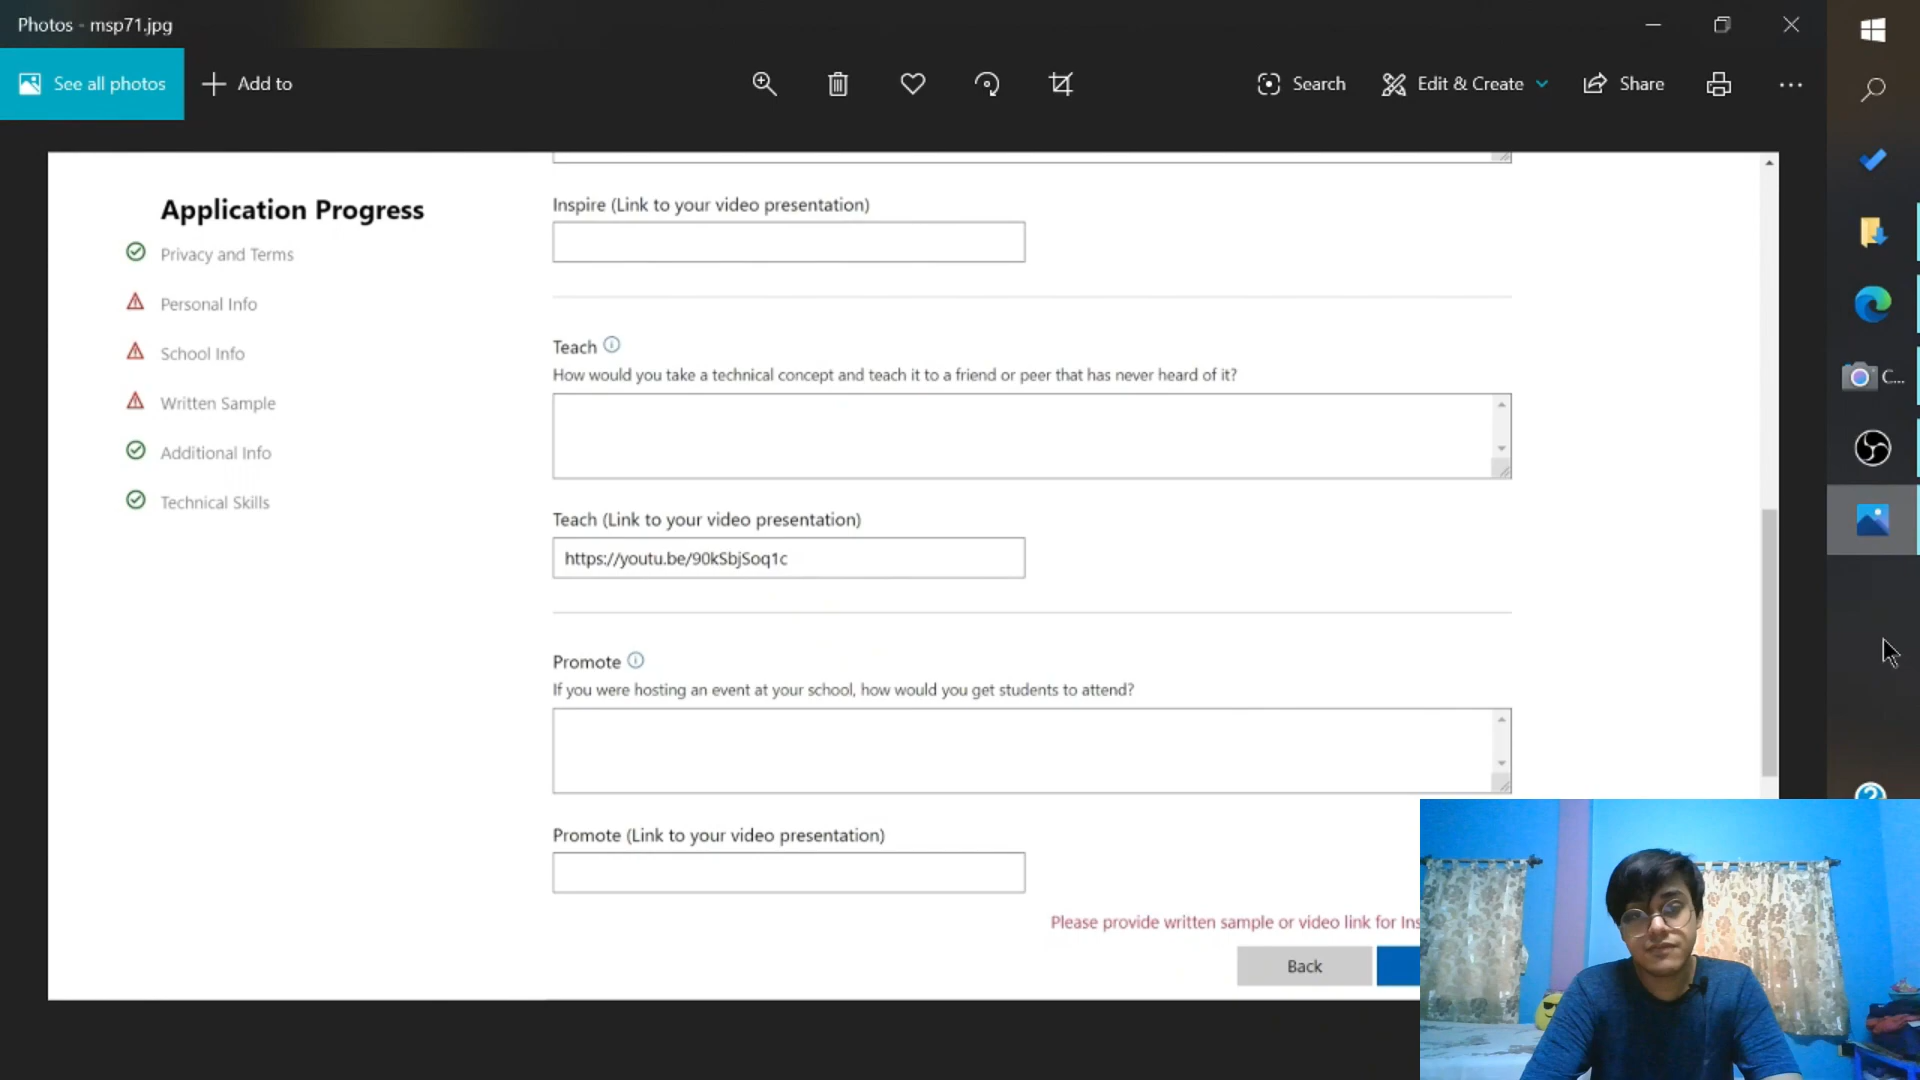 Photos - msp71.jpg
See all photos
Add to
Search
Edit & Create
Share
Application Progress
Privacy and Terms
Personal Info
School Info
Written Sample
Additional Info
Technical Skills
Inspire (Link to your video presentation)
Teach
How would you take a technical concept and teach it to a friend or peer that has never heard of it?
Teach (Link to your video presentation)
https://youtu.be/90kSbjSoq1c
Promote
If you were hosting an event at your school, how would you get students to attend?
Promote (Link to your video presentation)
Please provide written sample or video link for Ins
Back
C...